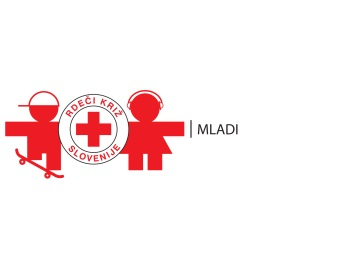 RDEČI KRIŽ
SLOVENIJE
| MLADI